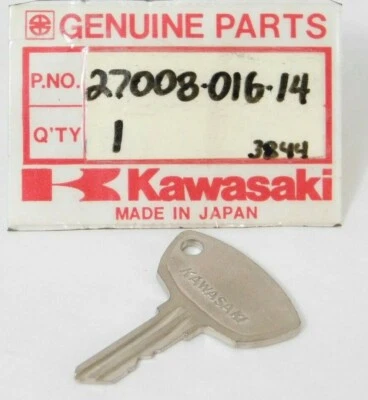 GENUINE PARTS
P.NO. 27008-016-14
Q'TY 1 3844
Kawasaki
MADE IN JAPAN
KAWASAKI